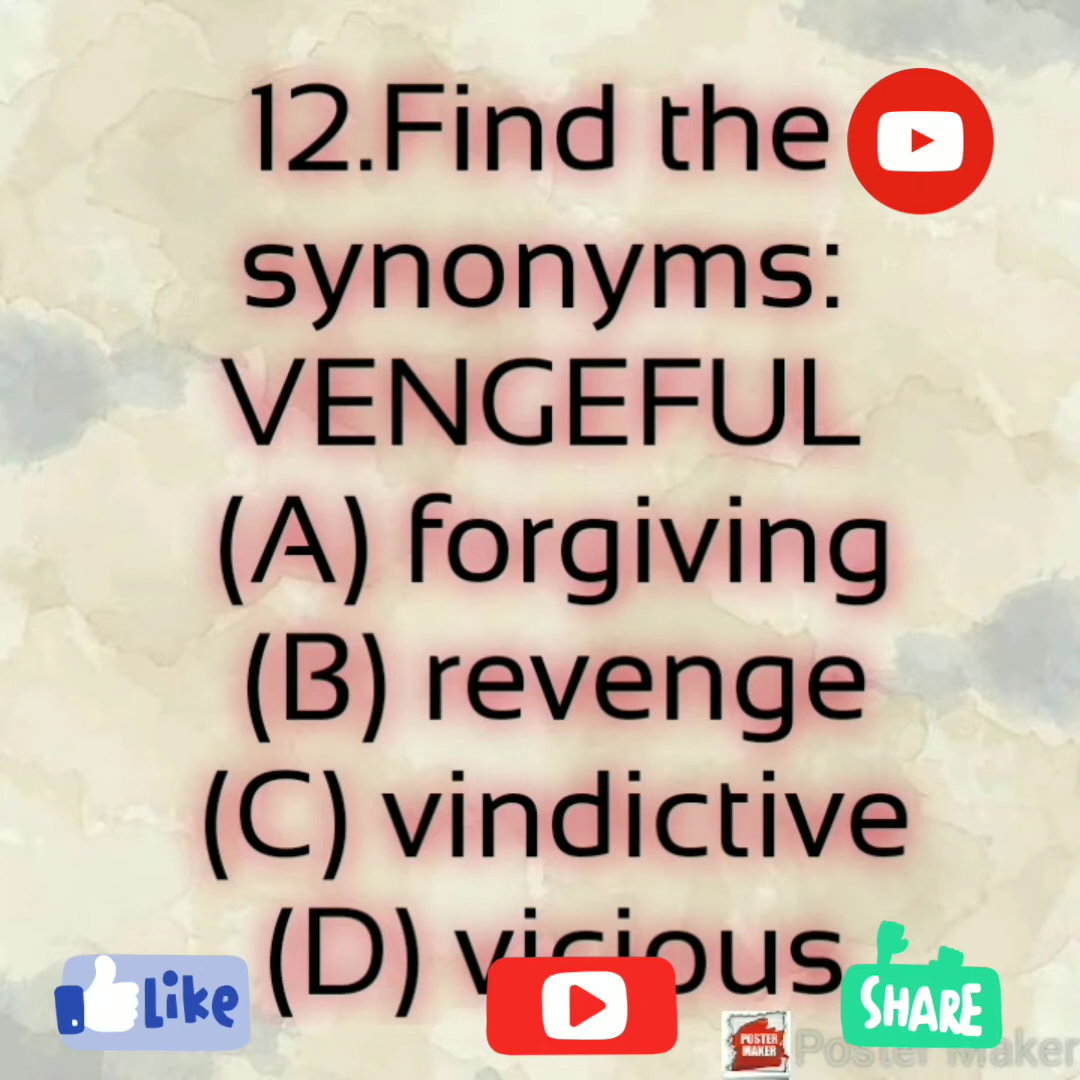 12.Find the
synonyms:
VENGEFUL
(A) forgiving
(B) revenge
(C) vindictive
(D) vicious
Like
SHARE
POSTER
MAKER
Poster Maker